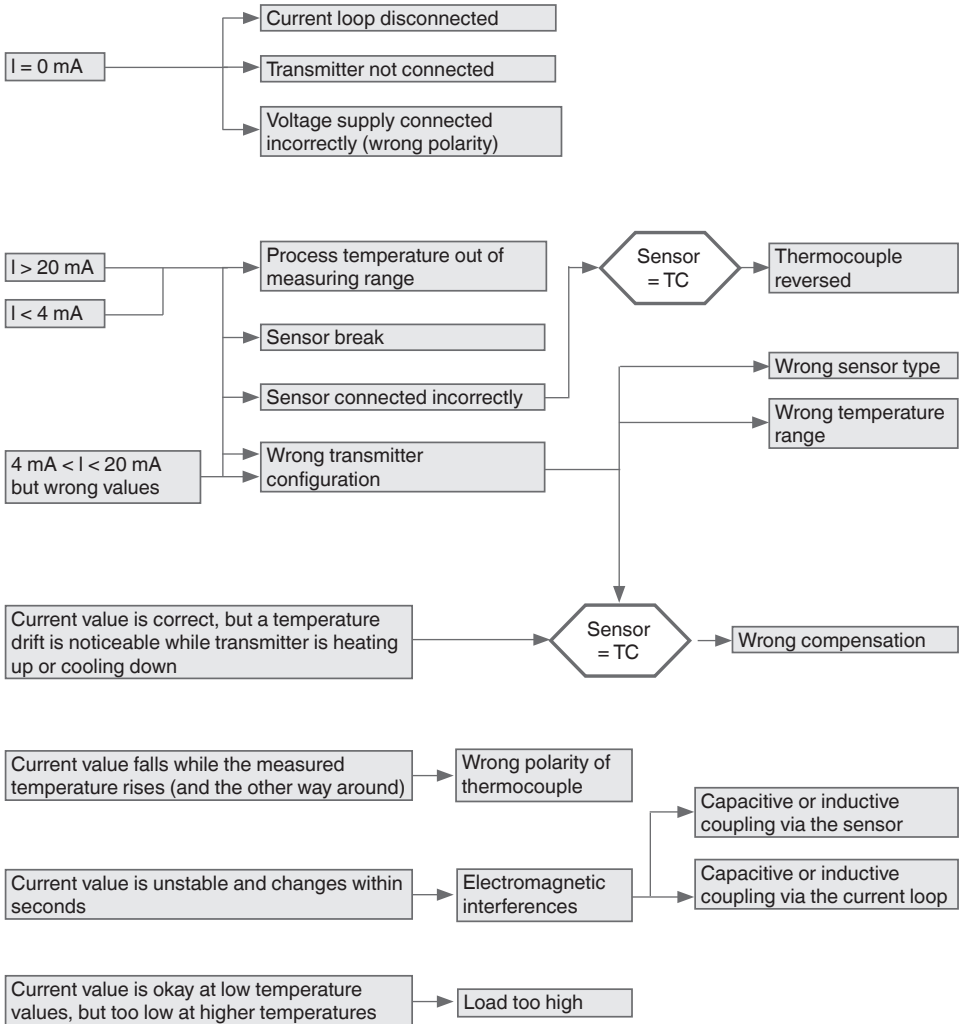 Current loop disconnected
I = 0 mA
Transmitter not connected
Voltage supply connected
incorrectly (wrong polarity)
I > 20 mA
I < 4 mA
Process temperature out of
measuring range
Sensor
= TC
Thermocouple
reversed
Sensor break
Sensor connected incorrectly
Wrong sensor type
Wrong temperature
range
4 mA < I < 20 mA
but wrong values
Wrong transmitter
configuration
Current value is correct, but a temperature
drift is noticeable while transmitter is heating
up or cooling down
Sensor
= TC
Wrong compensation
Current value falls while the measured
temperature rises (and the other way around)
Wrong polarity of
thermocouple
Current value is unstable and changes within
seconds
Electromagnetic
interferences
Capacitive or inductive
coupling via the sensor
Capacitive or inductive
coupling via the current loop
Current value is okay at low temperature
values, but too low at higher temperatures
Load too high